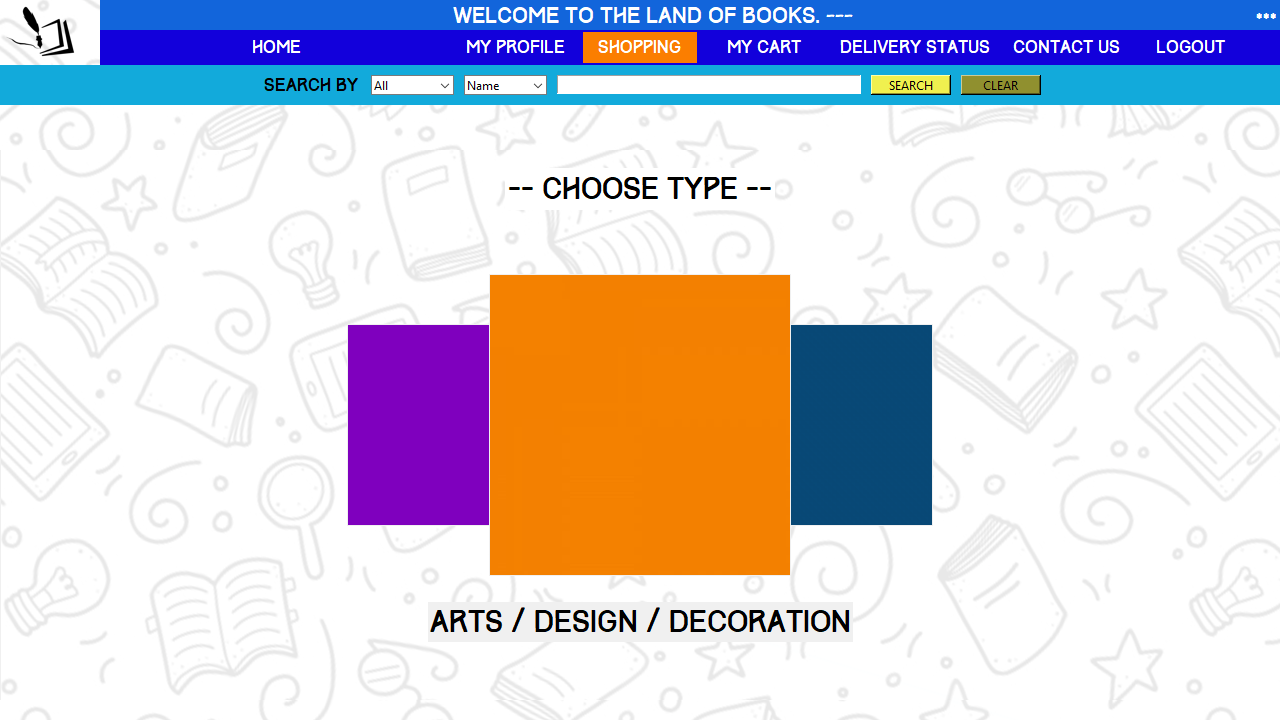 WELCOME TO THE LAND OF BOOKS. ---
HOME MY PROFILE SHOPPING MY CART DELIVERY STATUS CONTACT US LOGOUT
SEARCH BY All Name SEARCH CLEAR
-- CHOOSE TYPE --
ARTS / DESIGN / DECORATION